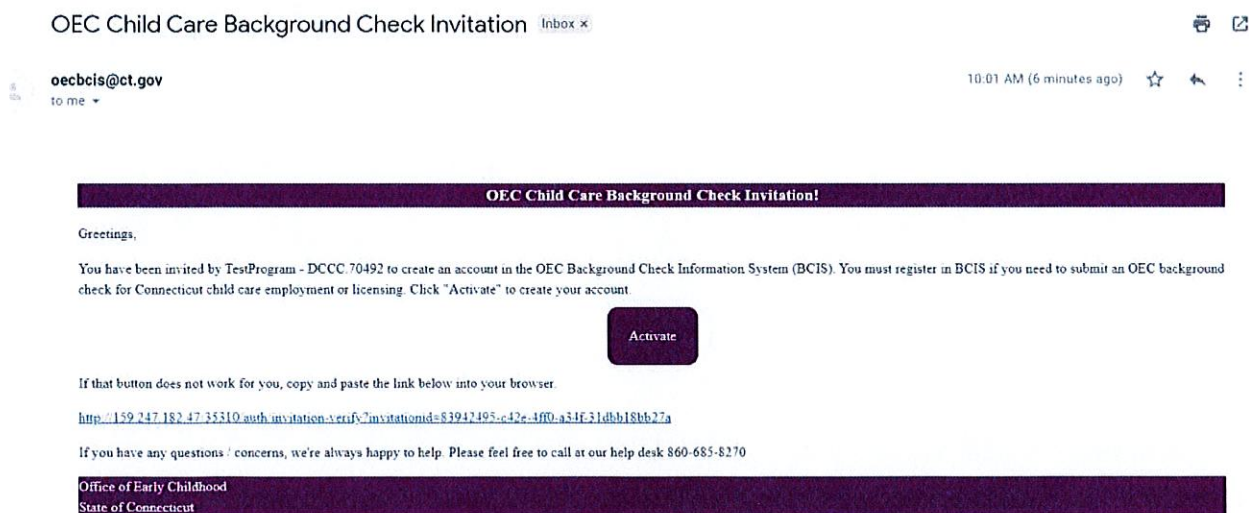 OEC Child Care Background Check Invitation Inbox ×
oecbcis@ct.gov
10:01 AM (6 minutes ago)
to me
OEC Child Care Background Check Invitation!
Greetings,
You have been invited by TestProgram - DCCC.70492 to create an account in the OEC Background Check Information System (BCIS). You must register in BCIS if you need to submit an OEC background
check for Connecticut child care employment or licensing. Click "Activate" to create your account.
Activate
If that button does not work for you, copy and paste the link below into your browser.
http://159.247.182.47:35310/auth/invitation-verify?invitationid=83942495-c42e-4ff0-a34f-31dbb18bb27a
If you have any questions / concerns, we're always happy to help. Please feel free to call at our help desk 860-685-8270
Office of Early Childhood
State of Connecticut